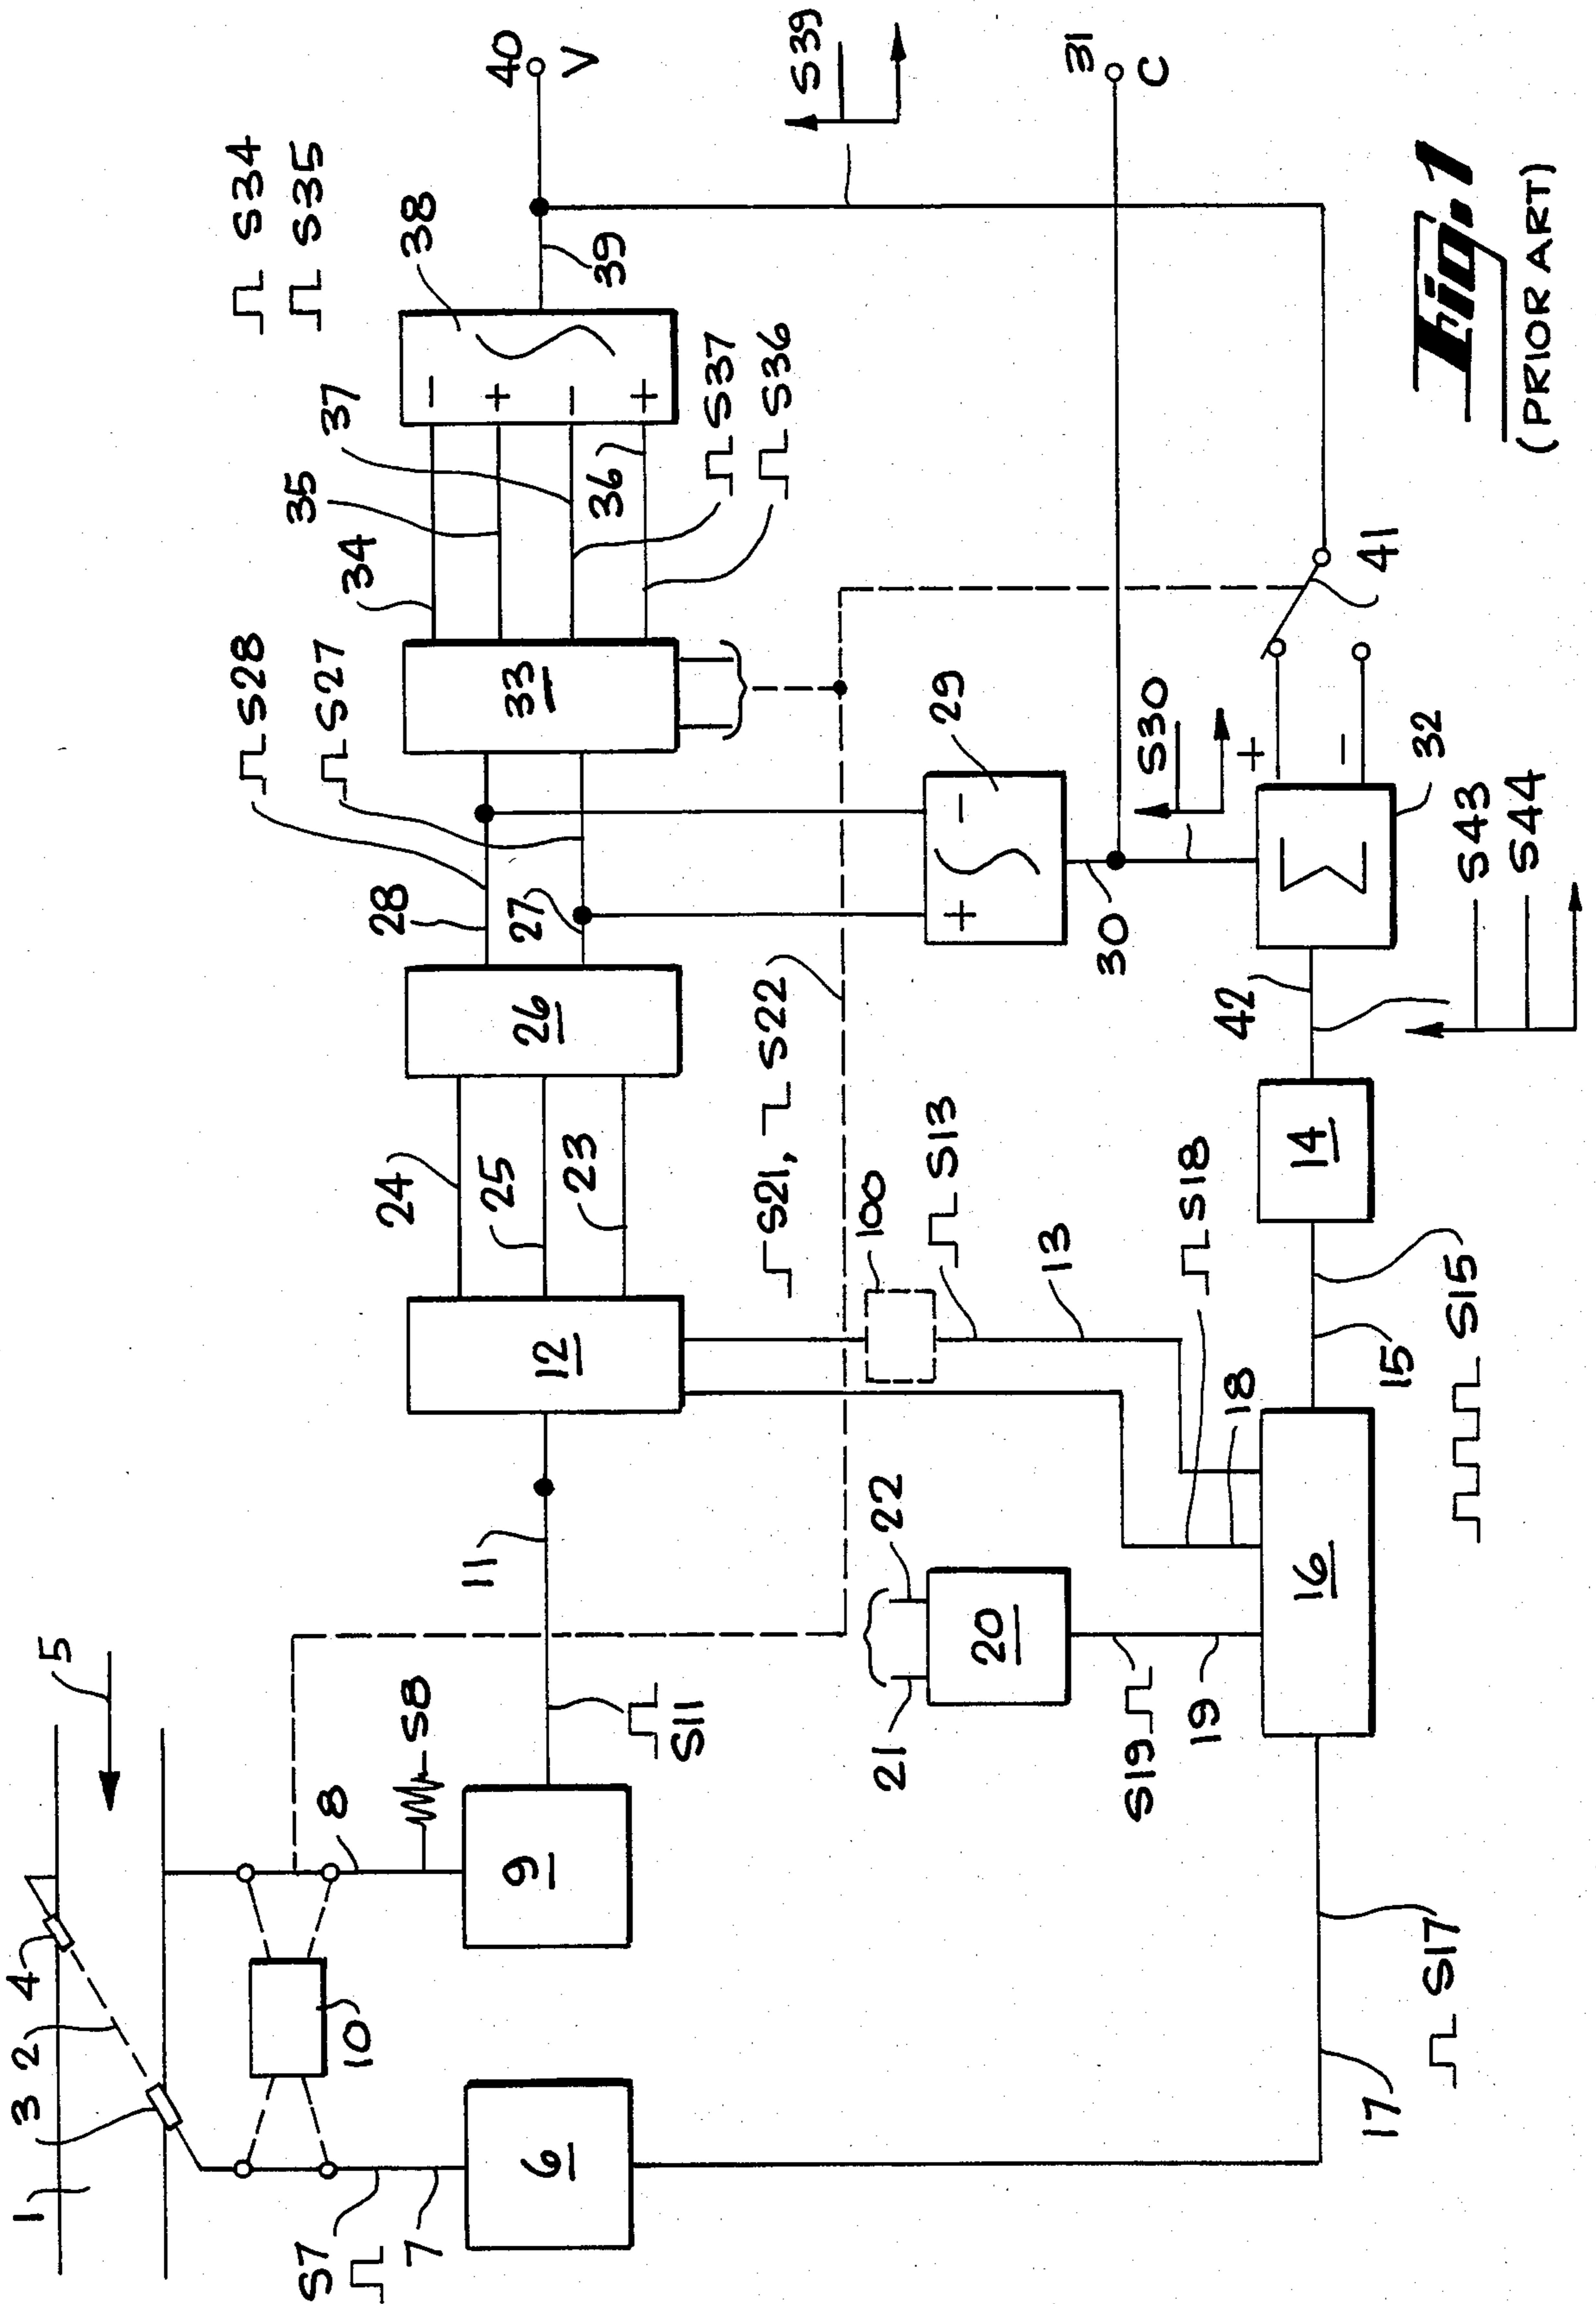 1
3
2
4
5
S7
7
6
10
8
S8
9
S11
11
12
24
25
23
26
28
27
S28
S27
33
34
35
37
36
S37
S36
S34
S35
38
−
+
−
+
39
40
V
S39
31
C
S21, S22
100
S13
13
S18
18
21
22
20
S19
19
16
17
S17
15
S15
14
42
S43
S44
+ −
29
30
S30
Σ
32
+
−
41
Fig. 1
(PRIOR ART)